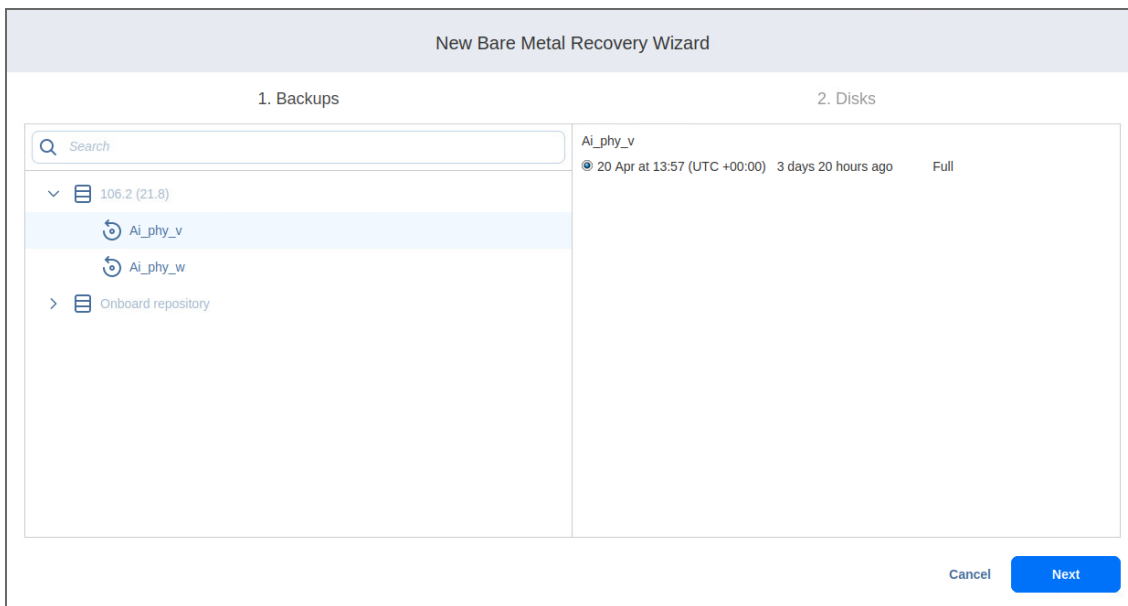 New Bare Metal Recovery Wizard
1. Backups
2. Disks
Search
106.2 (21.8)
Ai_phy_v
Ai_phy_w
Onboard repository
Ai_phy_v
20 Apr at 13:57 (UTC +00:00) 3 days 20 hours ago Full
Cancel Next